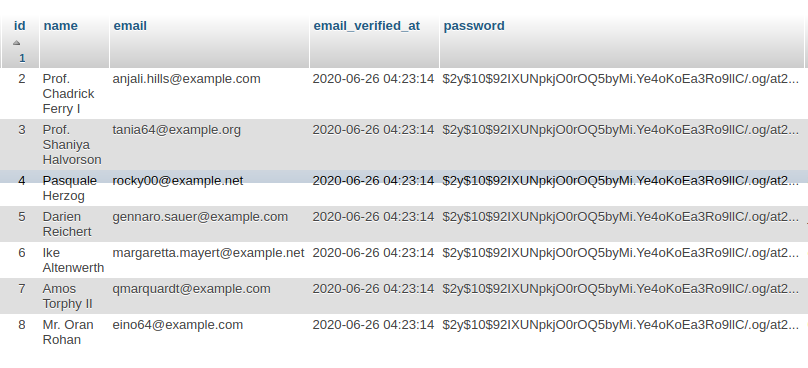 id name email email_verified_at password
1
2 Prof. anjali.hills@example.com 2020-06-26 04:23:14 $2y$10$92IXUNpkjO0rOQ5byMi.Ye4oKoEa3Ro9llC/.og/at2...
Chadrick
Ferry I
3 Prof. tania64@example.org 2020-06-26 04:23:14 $2y$10$92IXUNpkjO0rOQ5byMi.Ye4oKoEa3Ro9llC/.og/at2...
Shaniya
Halvorson
4 Pasquale rocky00@example.net 2020-06-26 04:23:14 $2y$10$92IXUNpkjO0rOQ5byMi.Ye4oKoEa3Ro9llC/.og/at2...
Herzog
5 Darien gennaro.sauer@example.com 2020-06-26 04:23:14 $2y$10$92IXUNpkjO0rOQ5byMi.Ye4oKoEa3Ro9llC/.og/at2...
Reichert
6 Ike margaretta.mayert@example.net 2020-06-26 04:23:14 $2y$10$92IXUNpkjO0rOQ5byMi.Ye4oKoEa3Ro9llC/.og/at2...
Altenwerth
7 Amos qmarquardt@example.com 2020-06-26 04:23:14 $2y$10$92IXUNpkjO0rOQ5byMi.Ye4oKoEa3Ro9llC/.og/at2...
Torphy II
8 Mr. Oran eino64@example.com 2020-06-26 04:23:14 $2y$10$92IXUNpkjO0rOQ5byMi.Ye4oKoEa3Ro9llC/.og/at2...
Rohan